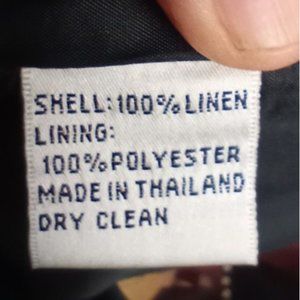 SHELL:100%LINEN
LINING:
100%POLYESTER
MADE IN THAILAND
DRY CLEAN